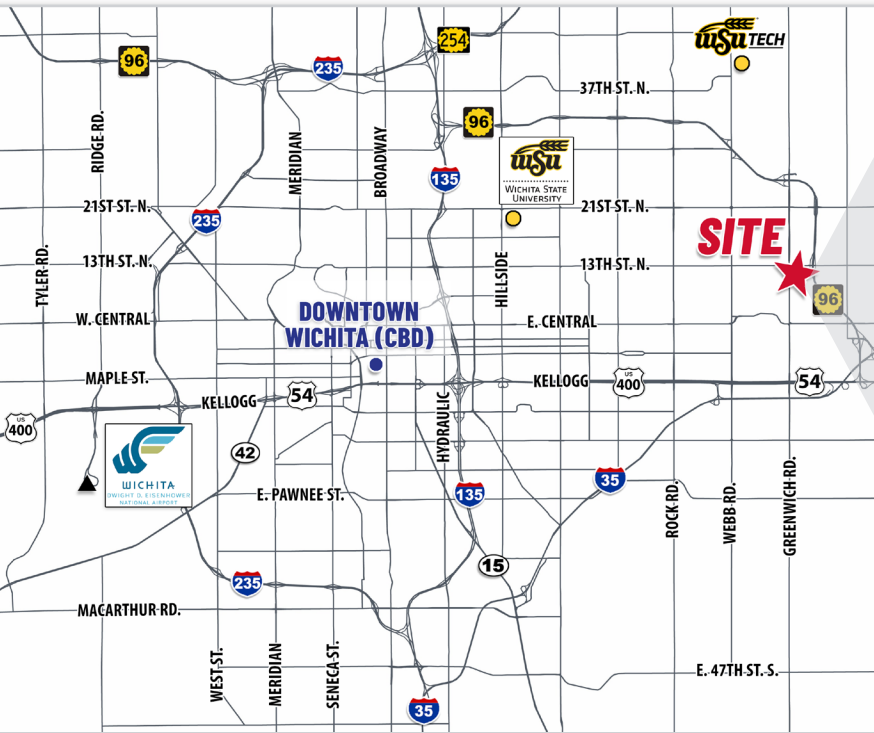 254
WSU TECH
96
235
37TH ST. N.
96
RIDGE RD.
MERIDIAN
BROADWAY
WSU
WICHITA STATE
UNIVERSITY
135
21ST ST. N.
235
21ST ST. N.
SITE
TYLER RD.
13TH ST. N.
HILLSIDE
13TH ST. N.
96
DOWNTOWN
WICHITA (CBD)
W. CENTRAL
E. CENTRAL
MAPLE ST.
KELLOGG
US
400
54
54
KELLOGG
US
400
HYDRAULIC
42
WICHITA
DWIGHT D. EISENHOWER
NATIONAL AIRPORT
E. PAWNEE ST.
135
35
ROCK RD.
WEBB RD.
GREENWICH RD.
15
235
MACARTHUR RD.
WEST ST.
MERIDIAN
SENECA ST.
E. 47TH ST. S.
35